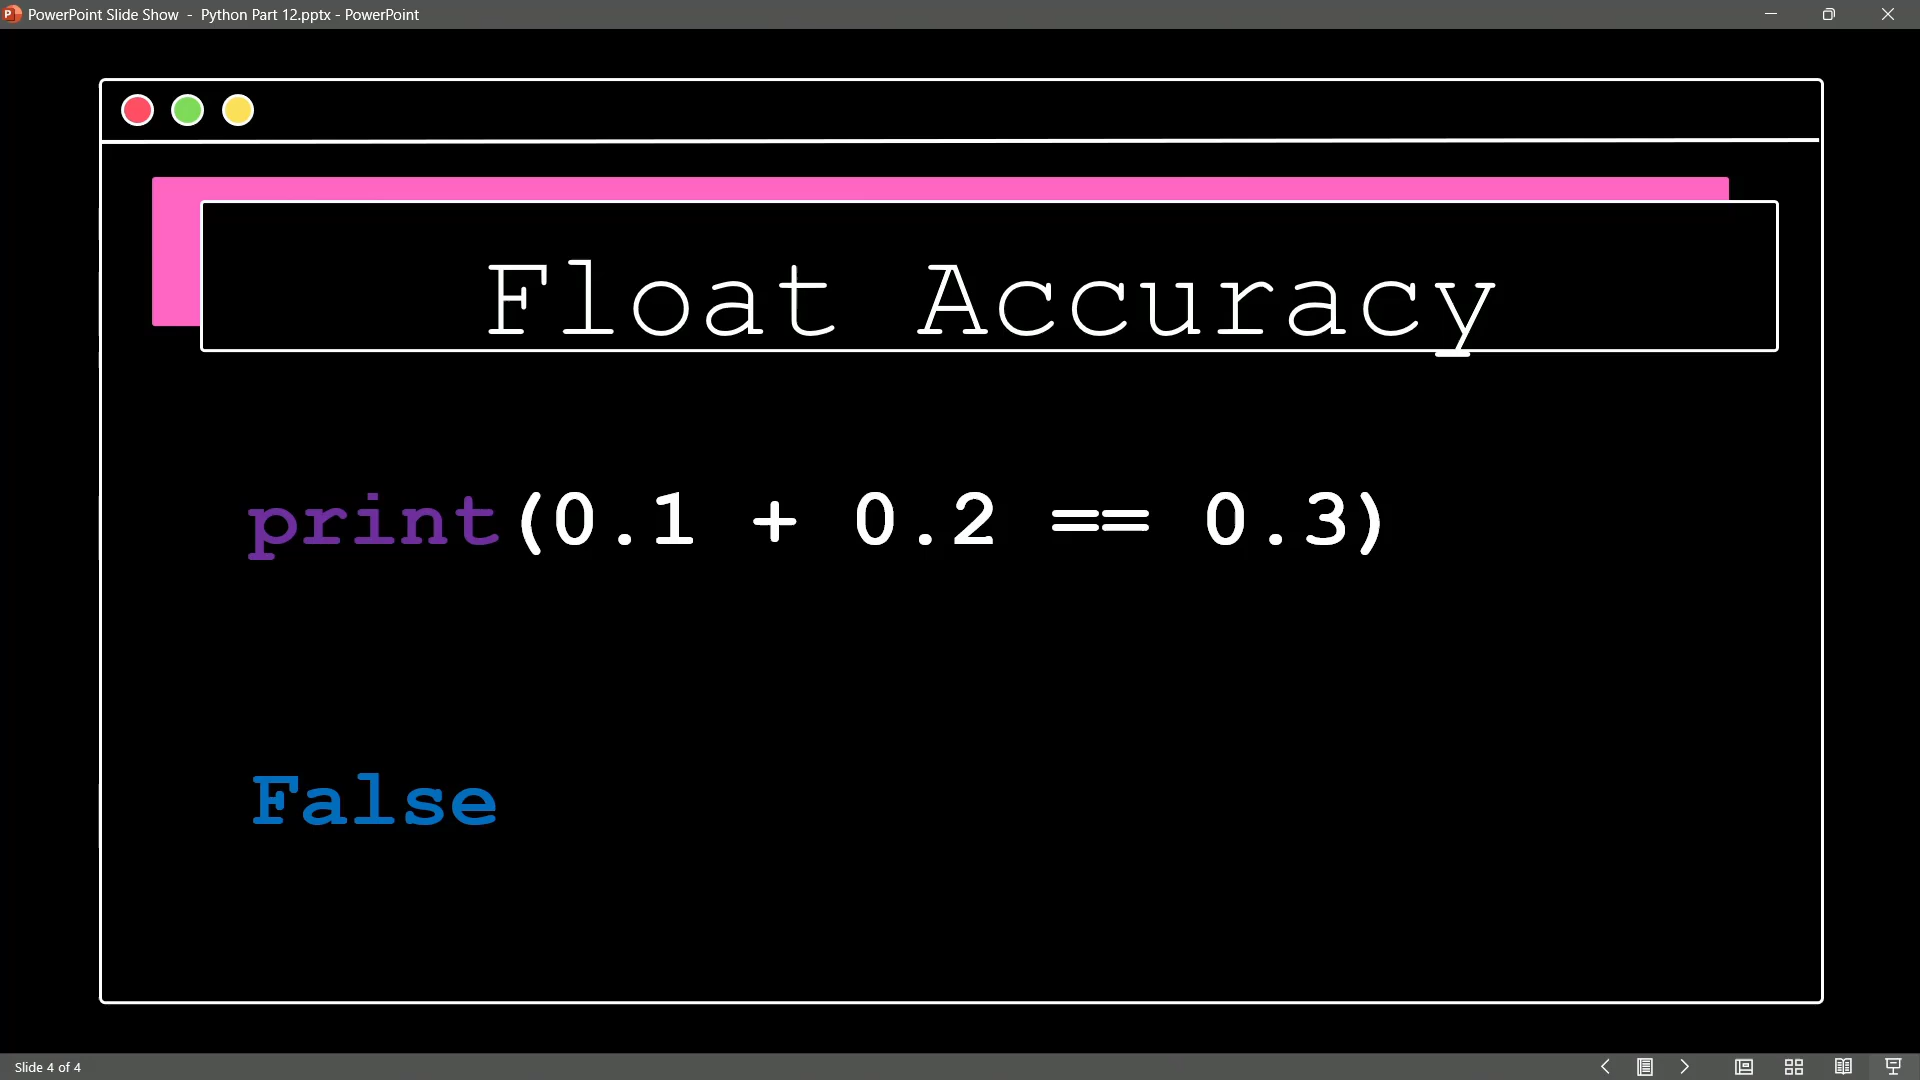 PowerPoint Slide Show - Python Part 12.pptx - PowerPoint
Float Accuracy
print(0.1 + 0.2 == 0.3)
False
Slide 4 of 4